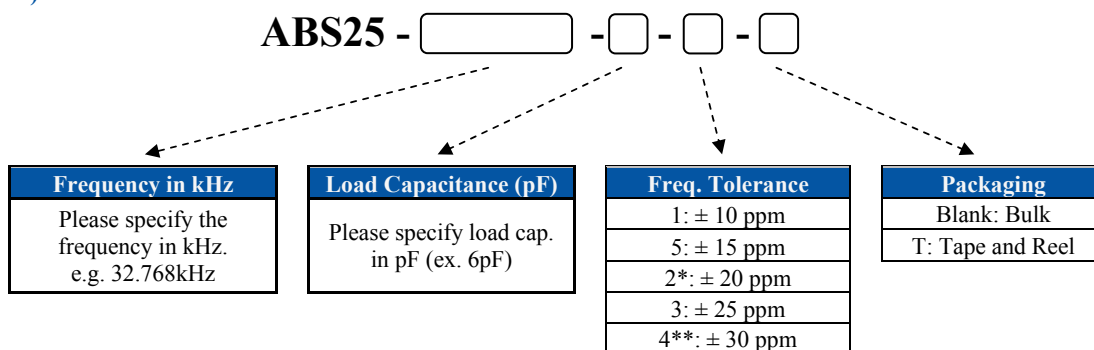 ABS25 - - - -
Frequency in kHz
Please specify the
frequency in kHz.
e.g. 32.768kHz
Load Capacitance (pF)
Please specify load cap.
in pF (ex. 6pF)
Freq. Tolerance
1: ± 10 ppm
5: ± 15 ppm
2*: ± 20 ppm
3: ± 25 ppm
4**: ± 30 ppm
Packaging
Blank: Bulk
T: Tape and Reel